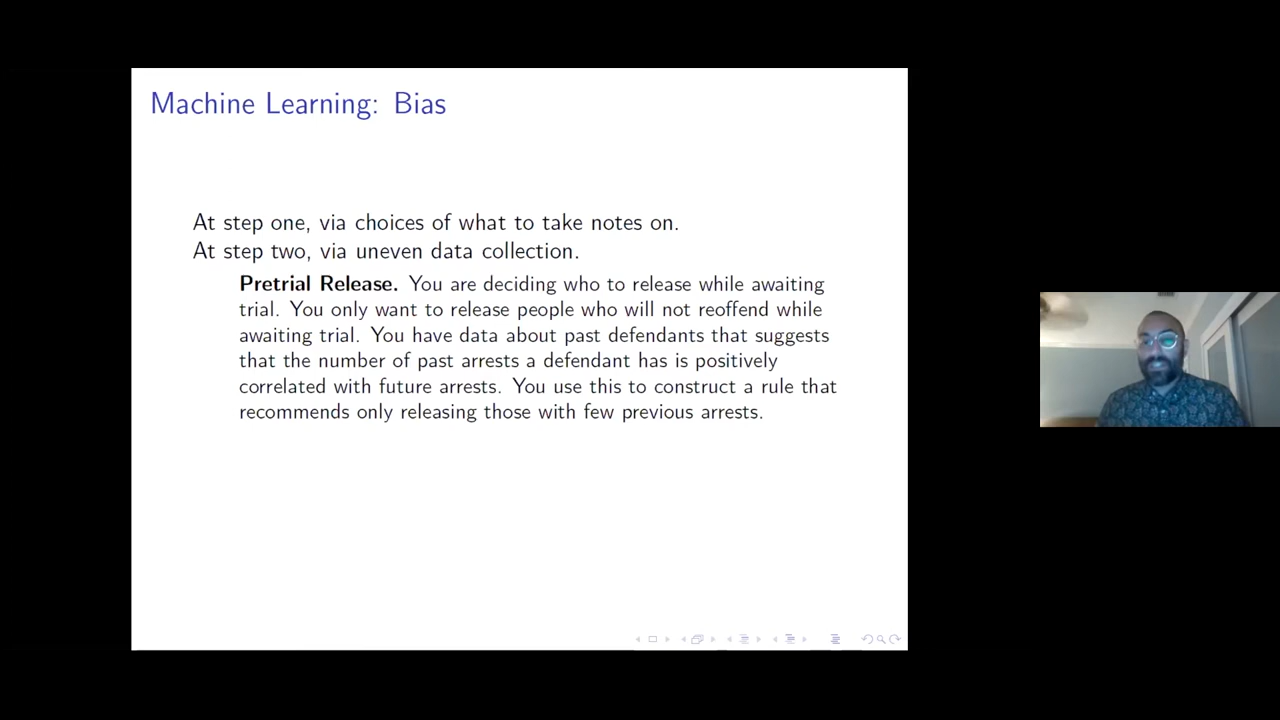 Machine Learning: Bias
At step one, via choices of what to take notes on.
At step two, via uneven data collection.
Pretrial Release. You are deciding who to release while awaiting
trial. You only want to release people who will not reoffend while
awaiting trial. You have data about past defendants that suggests
that the number of past arrests a defendant has is positively
correlated with future arrests. You use this to construct a rule that
recommends only releasing those with few previous arrests.